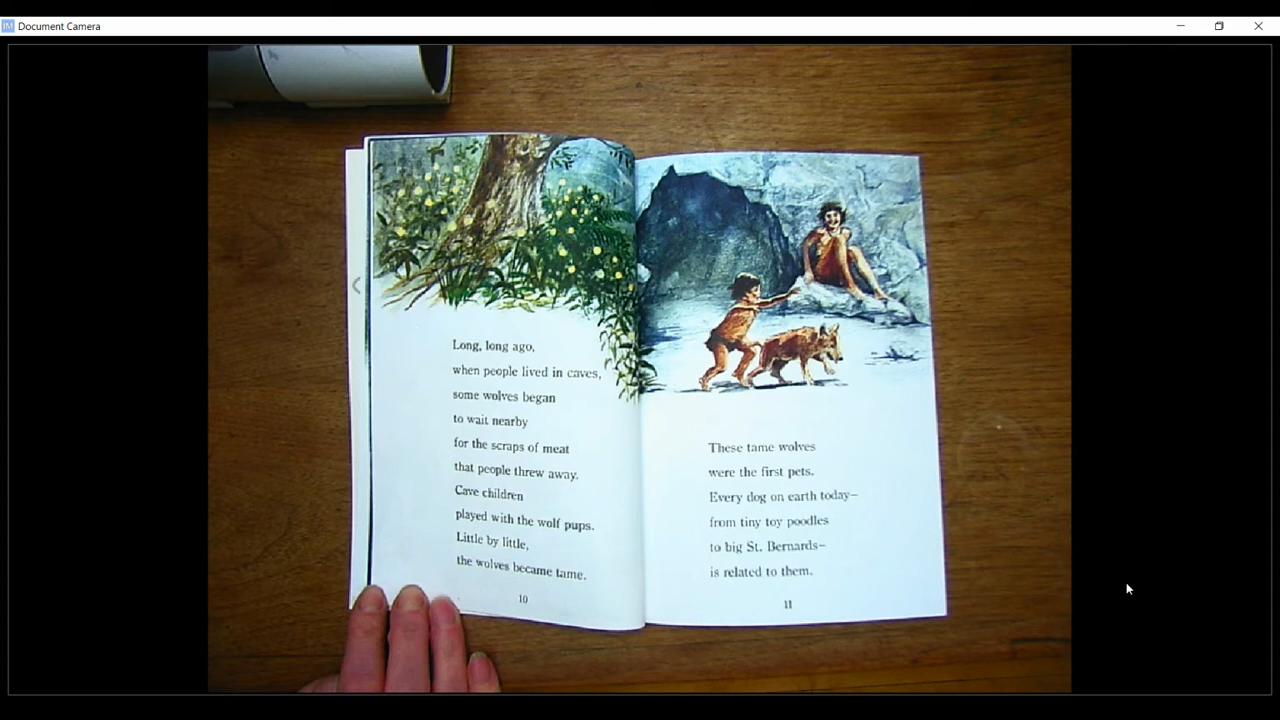 Document Camera
Long, long ago,
when people lived in caves,
some wolves began
to wait nearby
for the scraps of meat
that people threw away.
Cave children
played with the wolf pups.
Little by little,
the wolves became tame.
10
These tame wolves
were the first pets.
Every dog on earth today—
from tiny toy poodles
to big St. Bernards—
is related to them.
11